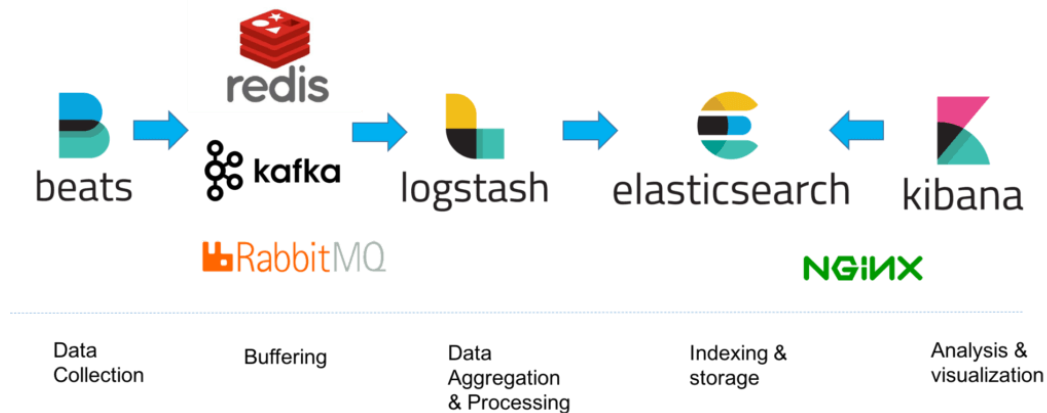 redis
beats
kafka
logstash
elasticsearch
kibana
RabbitMQ
NGiNX
Data
Collection
Buffering
Data
Aggregation
& Processing
Indexing &
storage
Analysis &
visualization